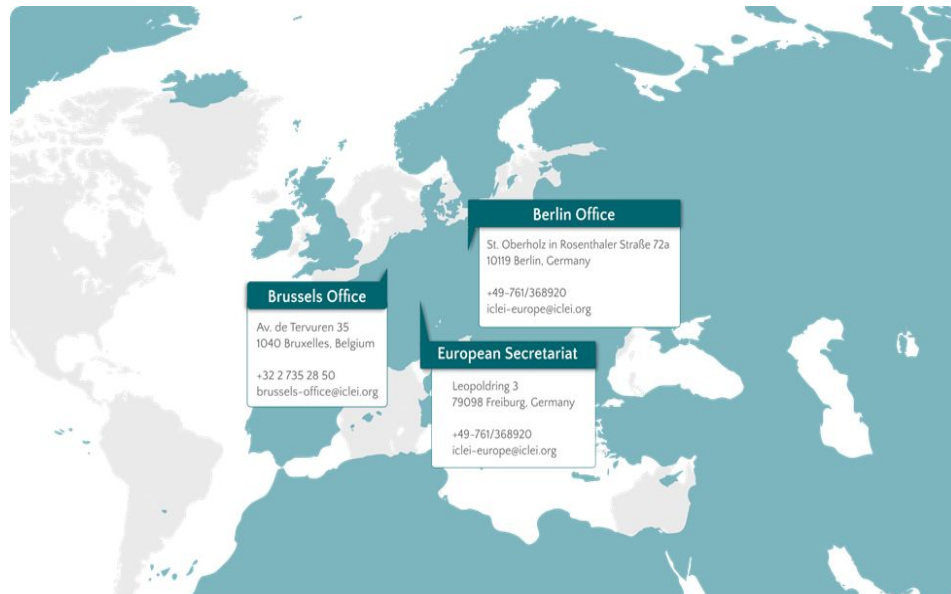 Berlin Office
St. Oberholz in Rosenthaler Straße 72a
10119 Berlin, Germany
+49-761/368920
iclei-europe@iclei.org
Brussels Office
Av. de Tervuren 35
1040 Bruxelles, Belgium
+32 2 735 28 50
brussels-office@iclei.org
European Secretariat
Leopoldring 3
79098 Freiburg, Germany
+49-761/368920
iclei-europe@iclei.org